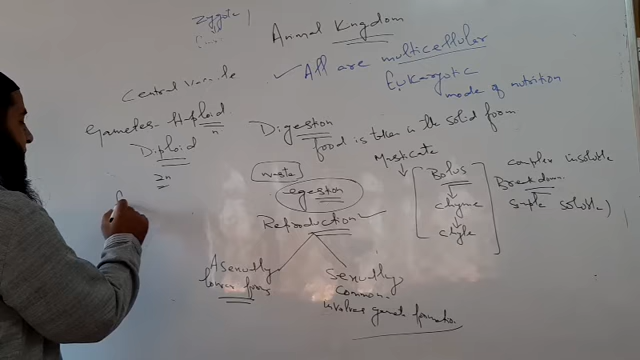 Zygote
Animal Kngdom
Central Vacuole
✓ All are multicellular
Eukaryotic
mode of nutrition
Gametes - Haploid
n
Diploid
2n
Digestion
food is taken in the solid form
Masticate
waste
egestion
Bolus
chyme
chyle
complex insoluble
Breakdown
Simple soluble)
Reproduction ✓
Asexually
lower forms
Sexually
Common
involves gamete formation